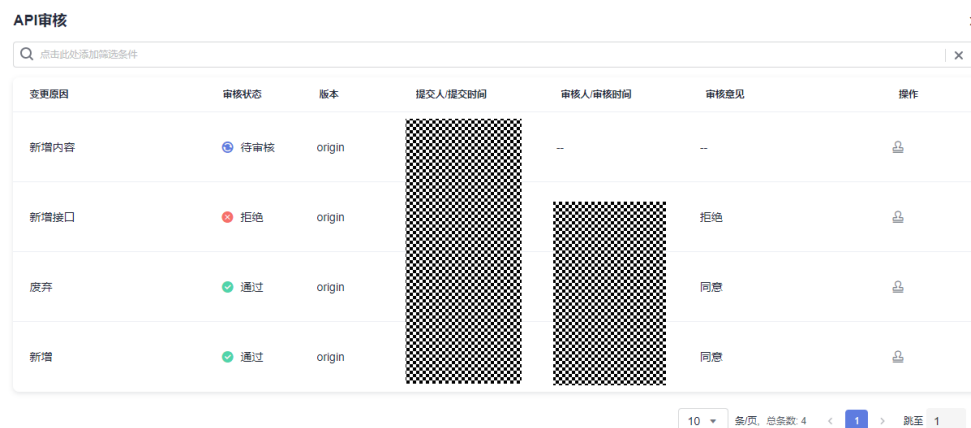 API审核
点击此处添加筛选条件
变更原因 审核状态 版本 提交人/提交时间 审核人/审核时间 审核意见 操作
新增内容 待审核 origin -- --
新增接口 拒绝 origin 拒绝
废弃 通过 origin 同意
新增 通过 origin 同意
10 条/页, 总条数: 4 < 1 > 跳至 1